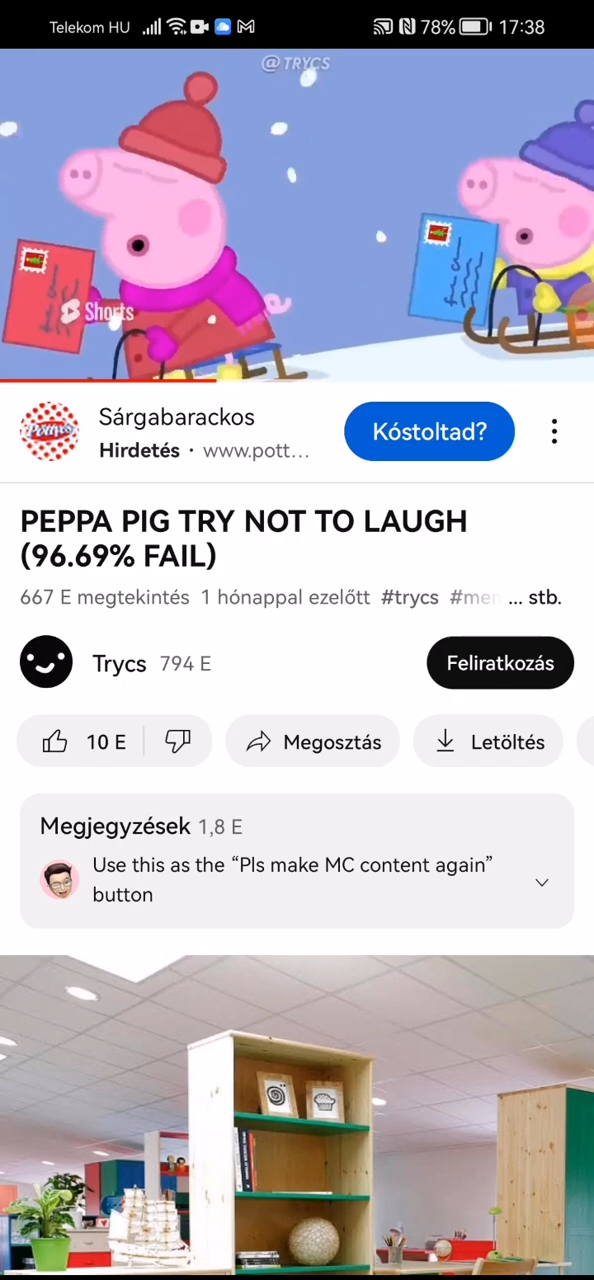 Telekom HU 78% 17:38
@TRYCS
Shorts
Pöttyös
Sárgabarackos
Hirdetés · www.pott...
Kóstoltad?
PEPPA PIG TRY NOT TO LAUGH
(96.69% FAIL)
667 E megtekintés 1 hónappal ezelőtt #trycs #men ... stb.
Trycs 794 E
Feliratkozás
10 E
Megosztás
Letöltés
Megjegyzések 1,8 E
Use this as the “Pls make MC content again”
button